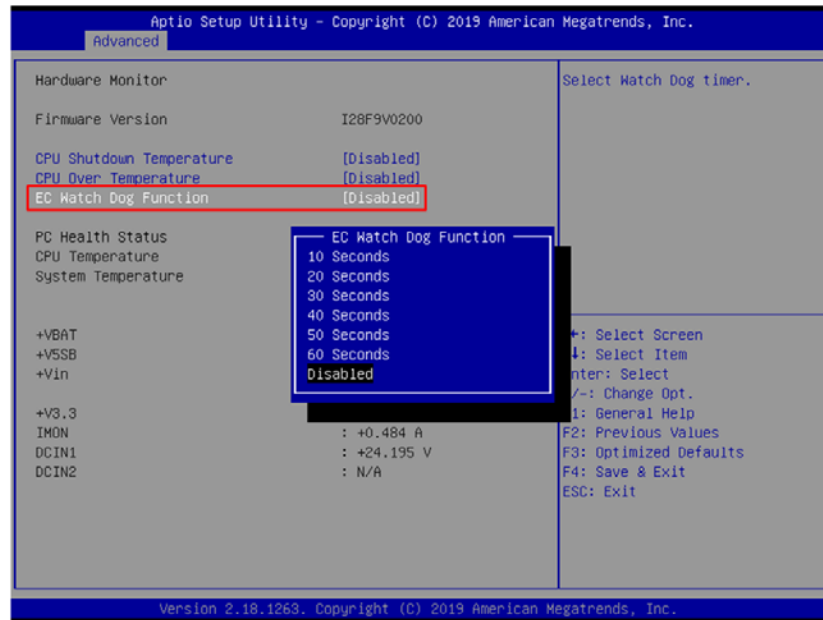 Aptio Setup Utility - Copyright (C) 2019 American Megatrends, Inc.
Advanced
Hardware Monitor
Select Watch Dog timer.
Firmware Version I28F9V0200
CPU Shutdown Temperature [Disabled]
CPU Over Temperature [Disabled]
EC Watch Dog Function [Disabled]
PC Health Status
CPU Temperature
System Temperature
+VBAT
+V5SB
+Vin
+V3.3
IMON : +0.484 A
DCIN1 : +24.195 V
DCIN2 : N/A
EC Watch Dog Function
10 Seconds
20 Seconds
30 Seconds
40 Seconds
50 Seconds
60 Seconds
Disabled
: Select Screen
: Select Item
nter: Select
/-: Change Opt.
1: General Help
F2: Previous Values
F3: Optimized Defaults
F4: Save & Exit
ESC: Exit
Version 2.18.1263. Copyright (C) 2019 American Megatrends, Inc.